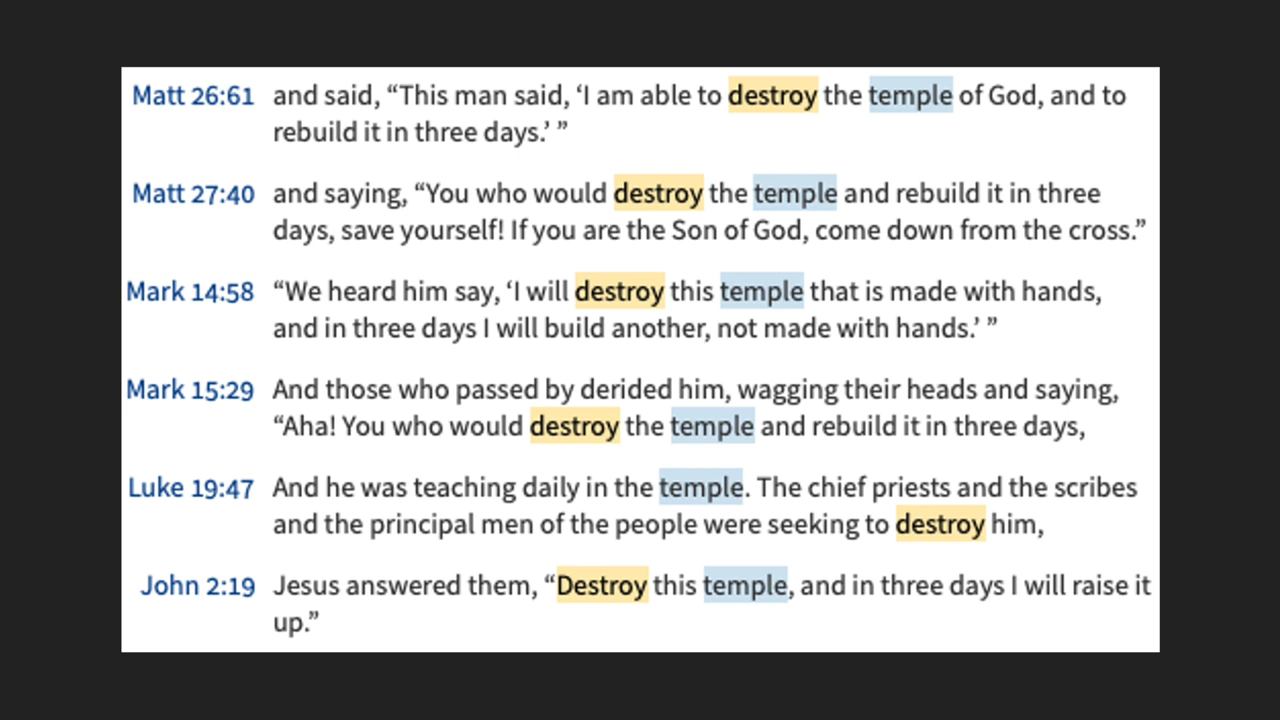 Matt 26:61 and said, “This man said, ‘I am able to destroy the temple of God, and to
rebuild it in three days.’ ”
Matt 27:40 and saying, “You who would destroy the temple and rebuild it in three
days, save yourself! If you are the Son of God, come down from the cross.”
Mark 14:58 “We heard him say, ‘I will destroy this temple that is made with hands,
and in three days I will build another, not made with hands.’ ”
Mark 15:29 And those who passed by derided him, wagging their heads and saying,
“Aha! You who would destroy the temple and rebuild it in three days,
Luke 19:47 And he was teaching daily in the temple. The chief priests and the scribes
and the principal men of the people were seeking to destroy him,
John 2:19 Jesus answered them, “Destroy this temple, and in three days I will raise it
up.”